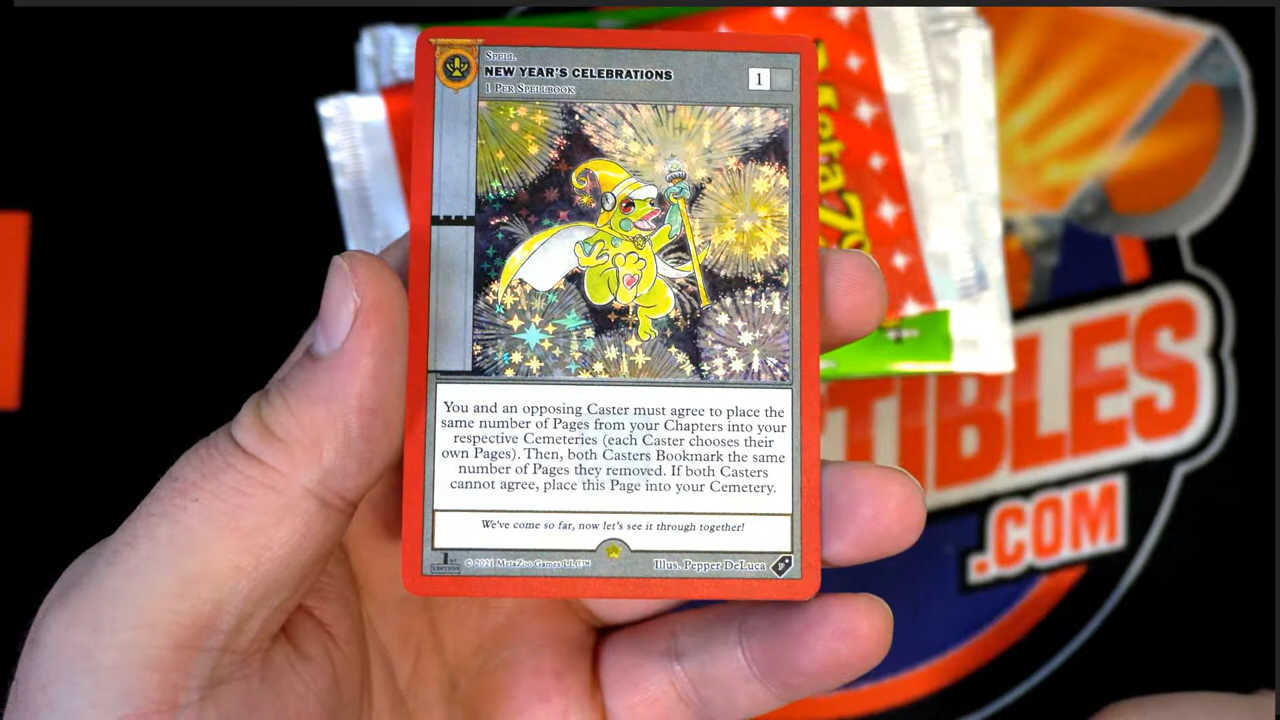 SPELL
NEW YEAR'S CELEBRATIONS
1
1 PER SPELLBOOK
You and an opposing Caster must agree to place the
same number of Pages from your Chapters into your
respective Cemeteries (each Caster chooses their
own Pages). Then, both Casters Bookmark the same
number of Pages they removed. If both Casters
cannot agree, place this Page into your Cemetery.
We've come so far, now let's see it through together!
1ST
EDITION
© 2021 MetaZoo Games LLC™
Illus. Pepper DeLuca
TIBLES
.COM